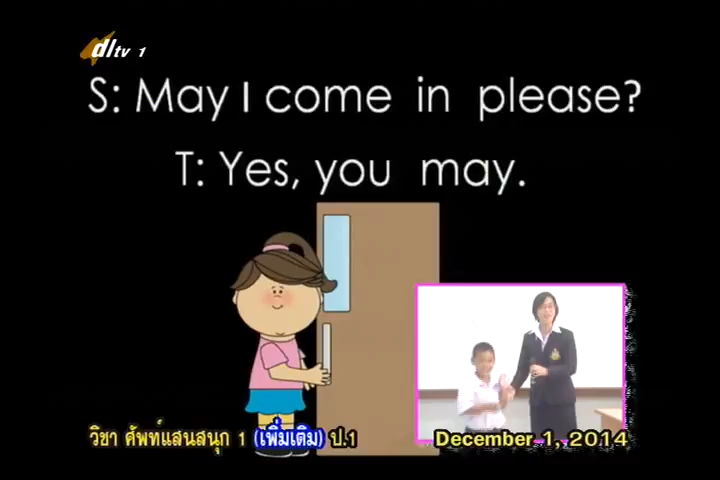 dltv 1
S: May I come in please?
T: Yes, you may.
วิชา ศัพท์แสนสนุก 1 (เพิ่มเติม) ป.1
December 1, 2014